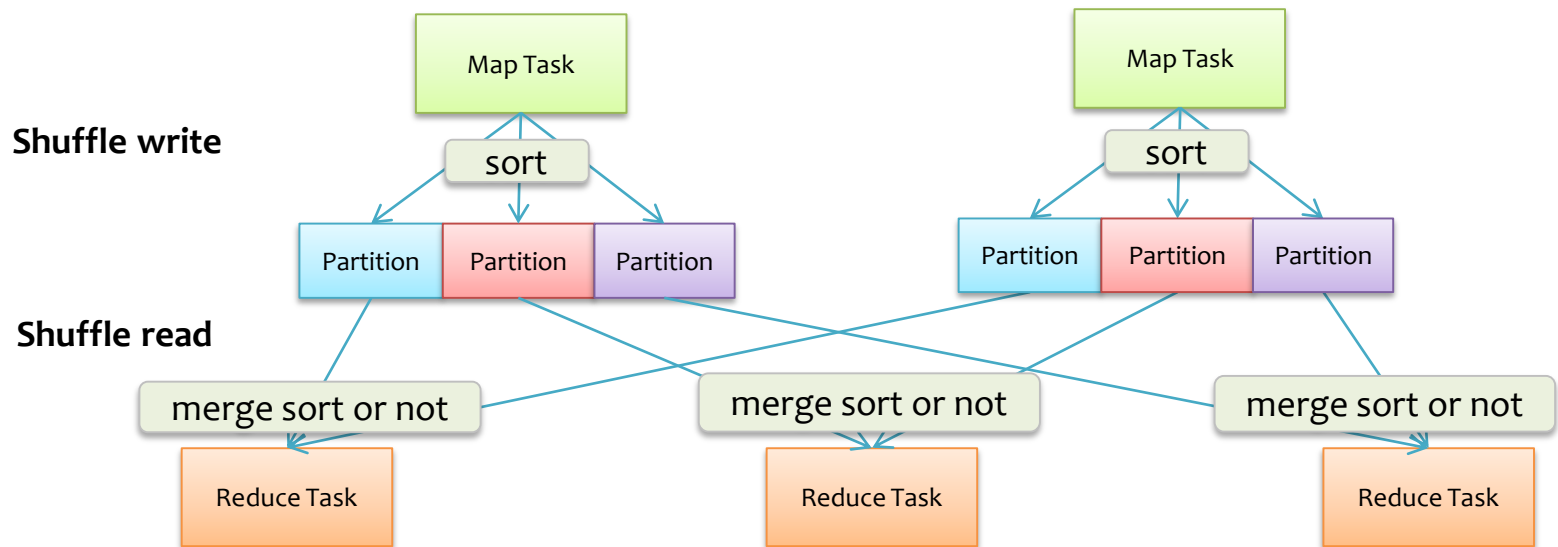 Map Task
Map Task
Shuffle write
sort
sort
Partition
Partition
Partition
Partition
Partition
Partition
Shuffle read
merge sort or not
merge sort or not
merge sort or not
Reduce Task
Reduce Task
Reduce Task